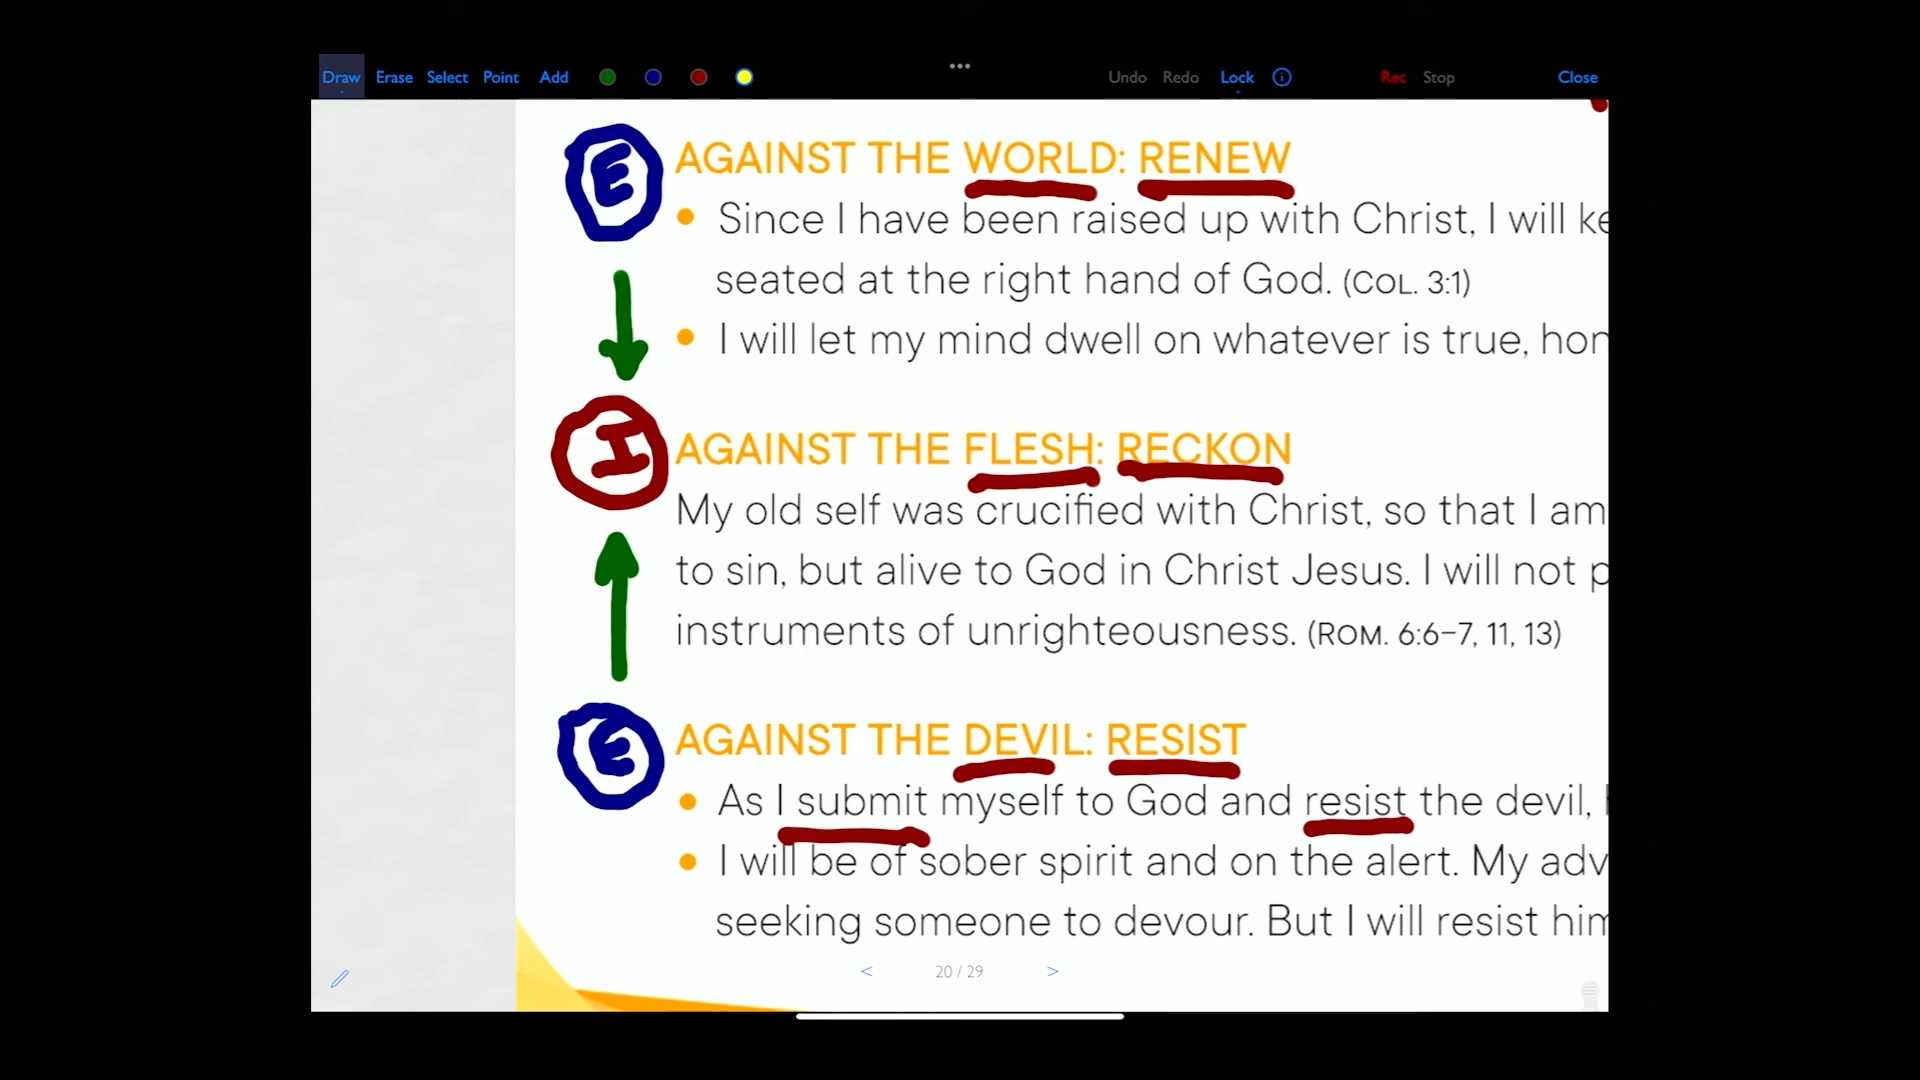 Draw Erase Select Point Add Undo Redo Lock Rec Stop Close
E
AGAINST THE WORLD: RENEW
Since I have been raised up with Christ, I will
seated at the right hand of God. (COL. 3:1)
I will let my mind dwell on whatever is true,
I
AGAINST THE FLESH: RECKON
My old self was crucified with Christ, so that I am
to sin, but alive to God in Christ Jesus. I will not
instruments of unrighteousness. (ROM. 6:6–7, 11, 13)
E
AGAINST THE DEVIL: RESIST
As I submit myself to God and resist the devil,
I will be of sober spirit and on the alert. My
seeking someone to devour. But I will resist him
< 20 / 29 >